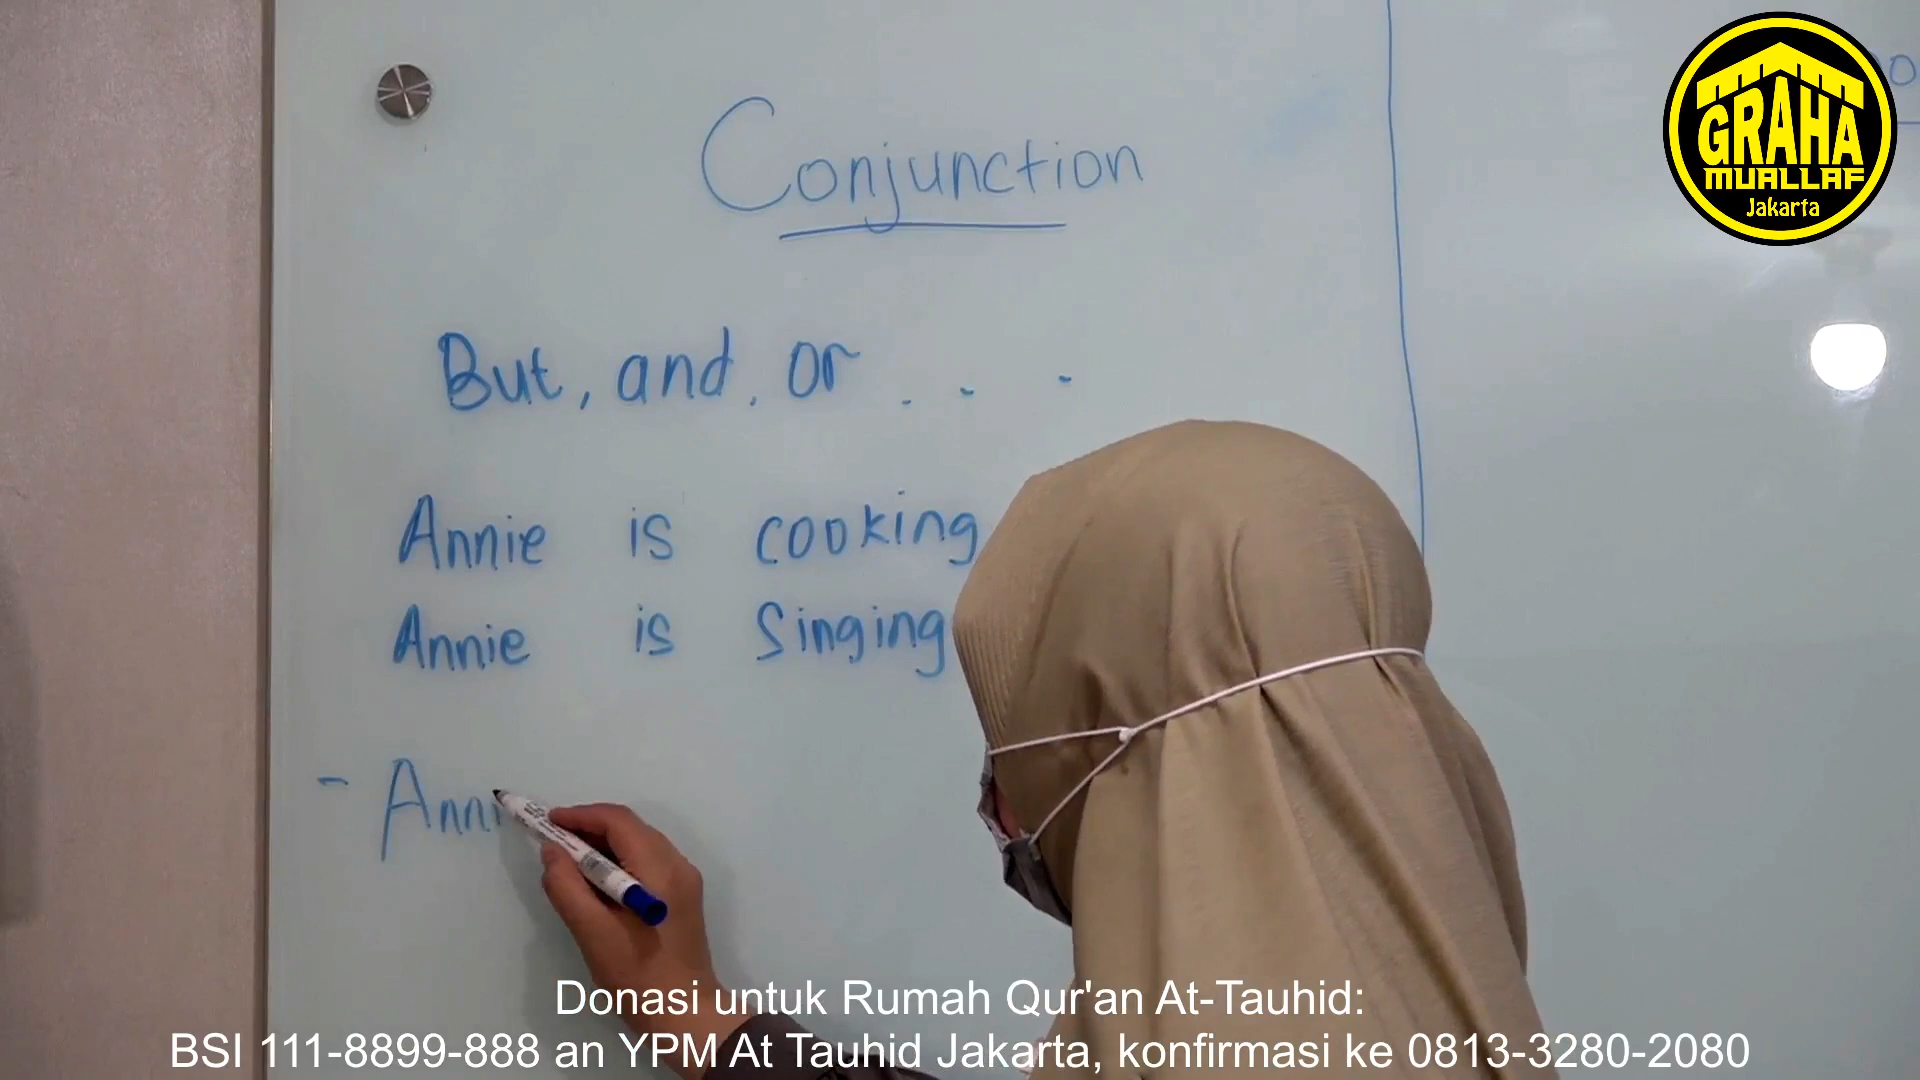 Conjunction
But, and, or . . .
Annie is cooking
Annie is Singing
- Anni
GRAHA
MUALLAF
Jakarta
Donasi untuk Rumah Qur'an At-Tauhid:
BSI 111-8899-888 an YPM At Tauhid Jakarta, konfirmasi ke 0813-3280-2080